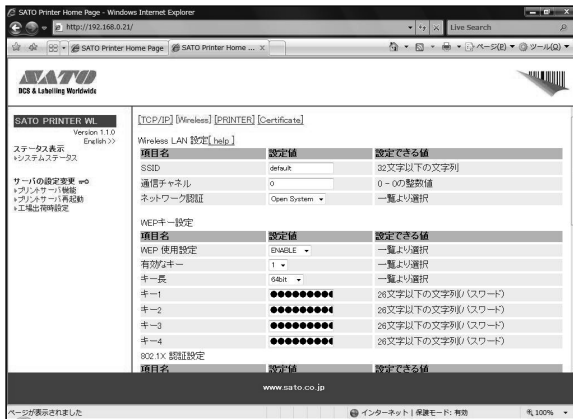 SATO Printer Home Page - Windows Internet Explorer
http://192.168.0.21/
Live Search
SATO Printer Home Page
SATO Printer Home ...
ページ(P)
ツール(O)
SATO
DCS & Labelling Worldwide
SATO PRINTER WL
Version 1.1.0
English >>
ステータス表示
システムステータス
サーバの設定変更
プリントサーバ機能
プリントサーバ再起動
工場出荷時設定
[TCP/IP] [Wireless] [PRINTER] [Certificate]
Wireless LAN 設定[ help ]
項目名 設定値 設定できる値
SSID default 32文字以下の文字列
通信チャネル 0 0 - 0の整数値
ネットワーク認証 Open System 一覧より選択
WEPキー設定
項目名 設定値 設定できる値
WEP 使用設定 ENABLE 一覧より選択
有効なキー 1 一覧より選択
キー長 64bit 一覧より選択
キー1 ●●●●●●●●● 26文字以下の文字列(パスワード)
キー2 ●●●●●●●●● 26文字以下の文字列(パスワード)
キー3 ●●●●●●●●● 26文字以下の文字列(パスワード)
キー4 ●●●●●●●●● 26文字以下の文字列(パスワード)
802.1X 認証設定
項目名 設定値 設定できる値
www.sato.co.jp
ページが表示されました
インターネット | 保護モード: 有効
100%